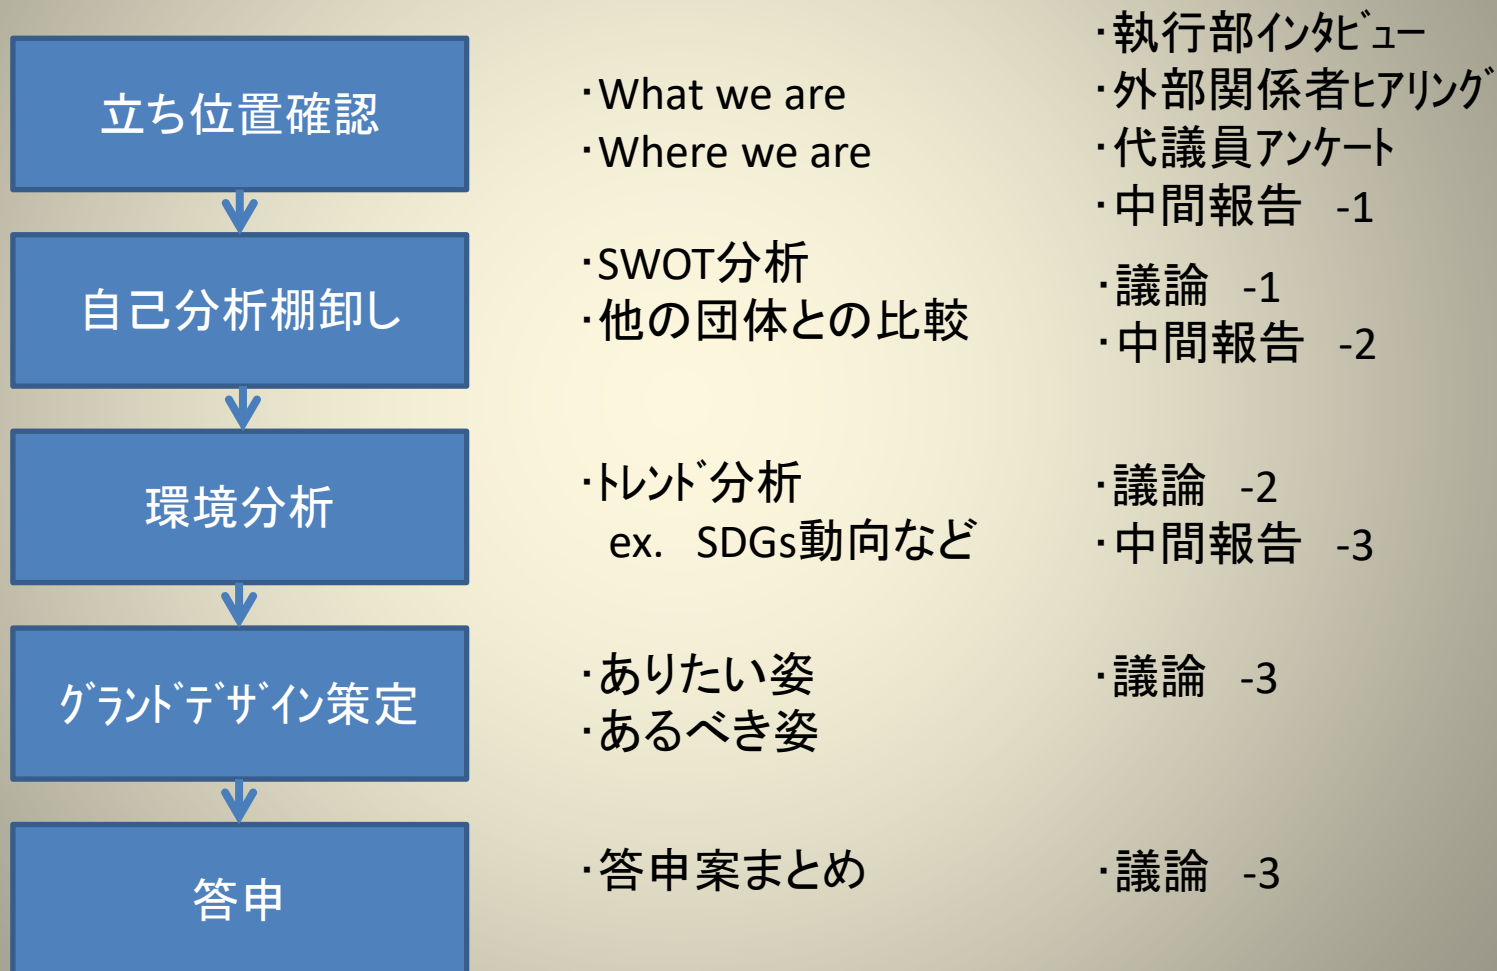 立ち位置確認
・What we are
・Where we are
・執行部インタビュー
・外部関係者ヒアリング
・代議員アンケート
・中間報告 -1
自己分析棚卸し
・SWOT分析
・他の団体との比較
・議論 -1
・中間報告 -2
環境分析
・トレンド分析
ex. SDGs動向など
・議論 -2
・中間報告 -3
グランドデザイン策定
・ありたい姿
・あるべき姿
・議論 -3
答申
・答申案まとめ
・議論 -3